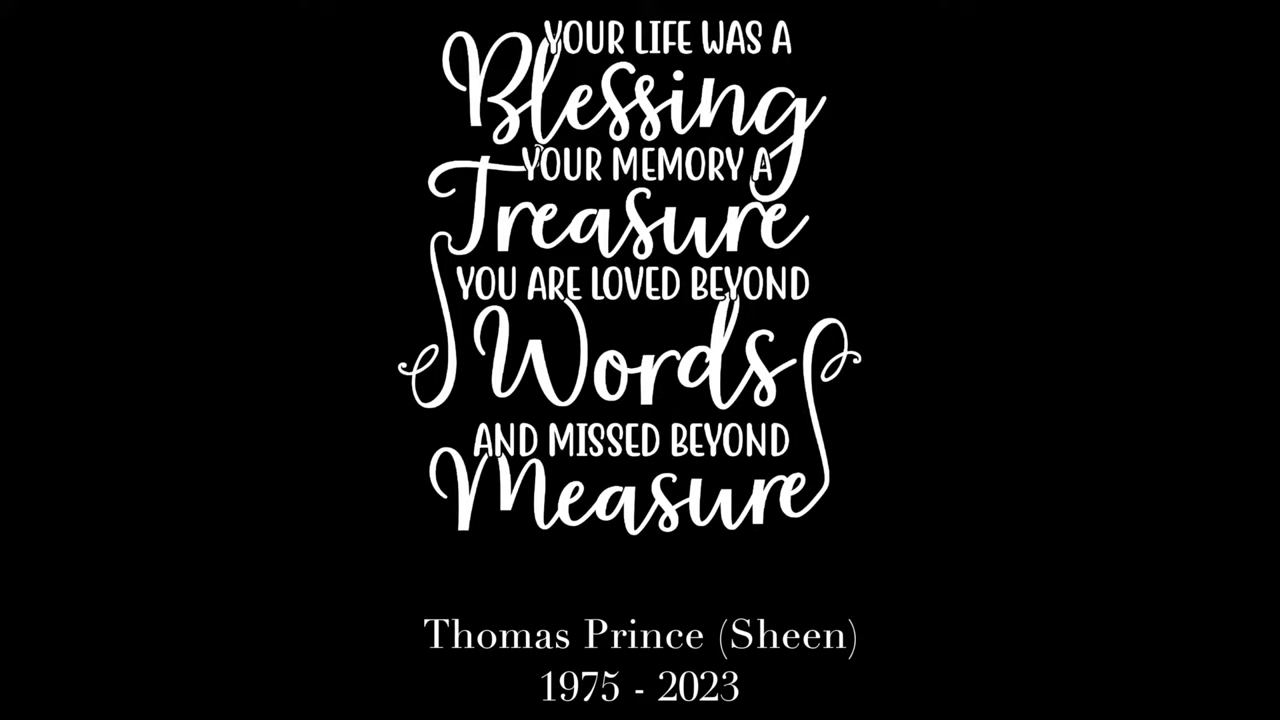 YOUR LIFE WAS A
Blessing
YOUR MEMORY A
Treasure
YOU ARE LOVED BEYOND
Words
AND MISSED BEYOND
Measure
Thomas Prince (Sheen)
1975 - 2023